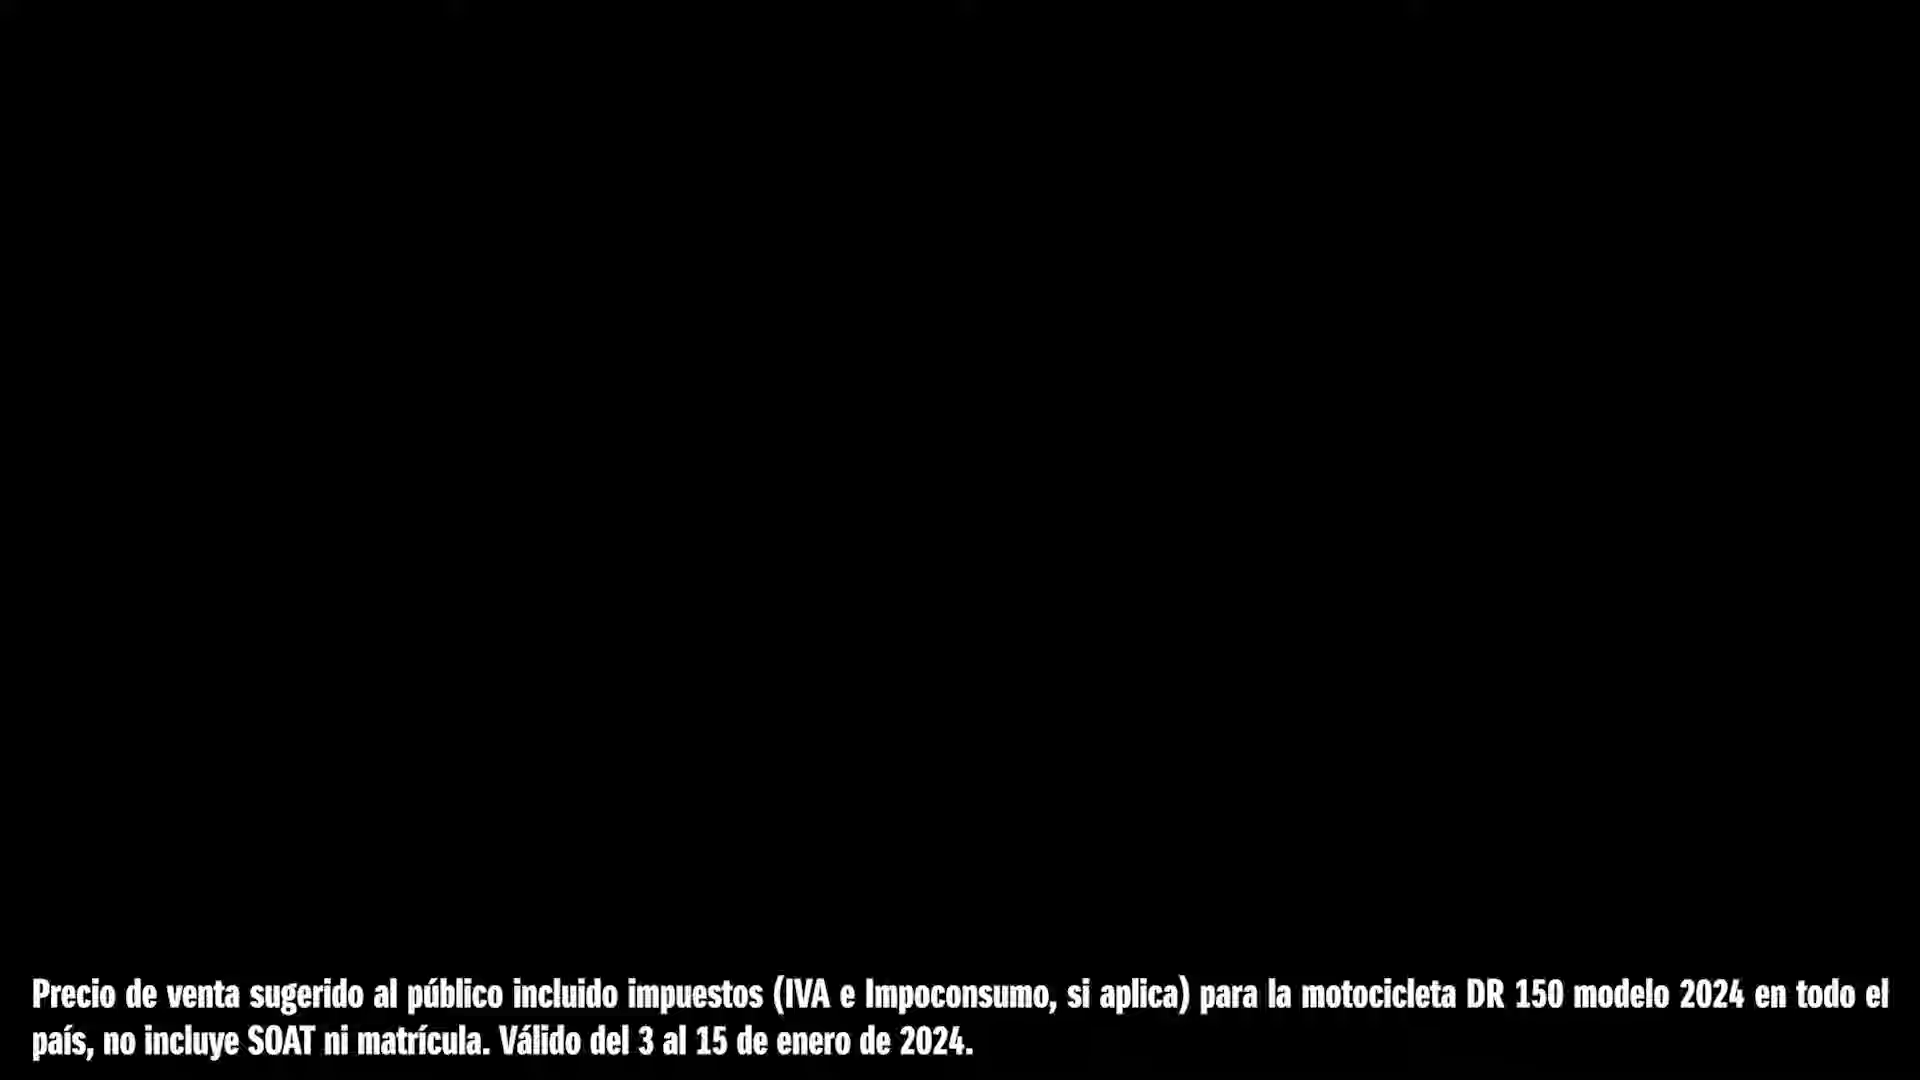 Precio de venta sugerido al público incluido impuestos (IVA e Impoconsumo, si aplica) para la motocicleta DR 150 modelo 2024 en todo el
país, no incluye SOAT ni matrícula. Válido del 3 al 15 de enero de 2024.